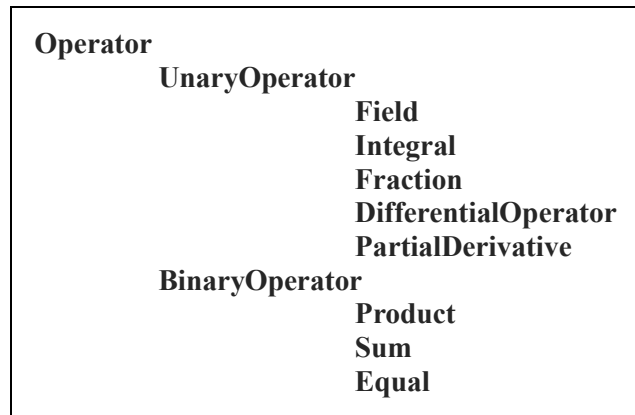 Operator
UnaryOperator
Field
Integral
Fraction
DifferentialOperator
PartialDerivative
BinaryOperator
Product
Sum
Equal